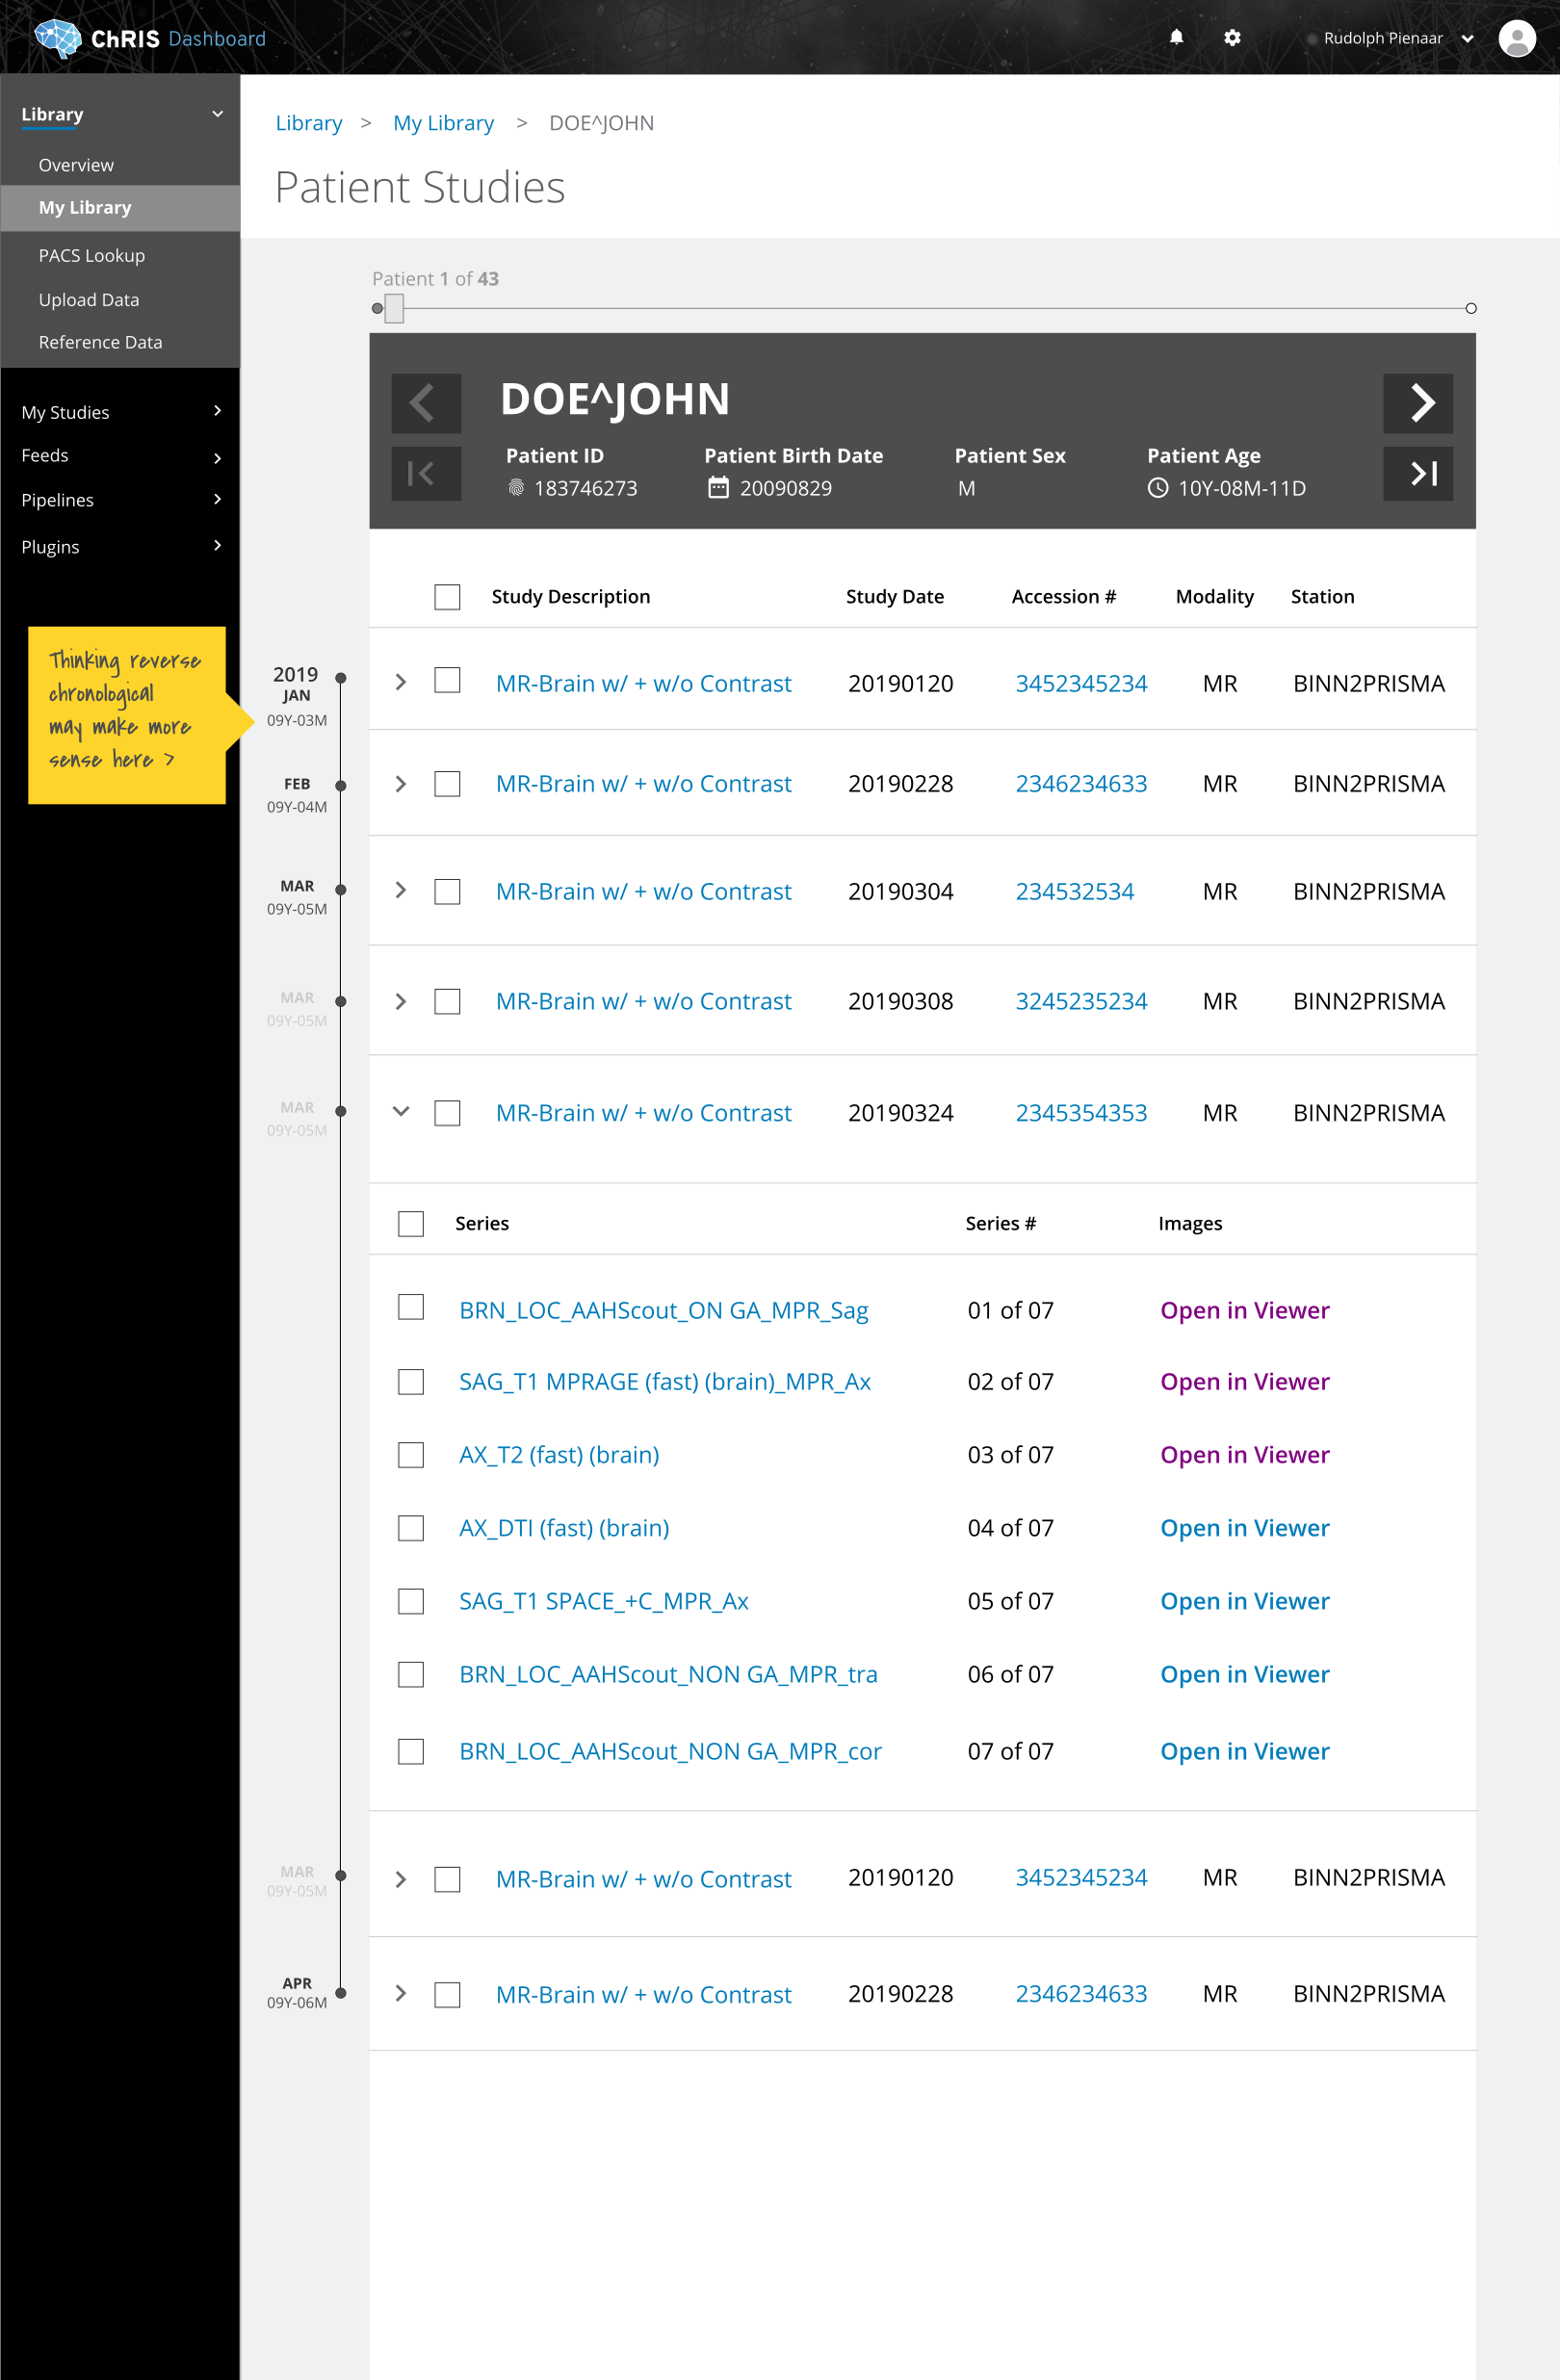 ChRIS Dashboard
Rudolph Pienaar
Library
Overview
My Library
PACS Lookup
Upload Data
Reference Data
My Studies
Feeds
Pipelines
Plugins
Thinking reverse
chronological
may make more
sense here >
Library > My Library > DOE^JOHN
Patient Studies
Patient 1 of 43
DOE^JOHN
Patient ID Patient Birth Date Patient Sex Patient Age
183746273 20090829 M 10Y-08M-11D
Study Description Study Date Accession # Modality Station
2019
JAN
09Y-03M
MR-Brain w/ + w/o Contrast 20190120 3452345234 MR BINN2PRISMA
FEB
09Y-04M
MR-Brain w/ + w/o Contrast 20190228 2346234633 MR BINN2PRISMA
MAR
09Y-05M
MR-Brain w/ + w/o Contrast 20190304 234532534 MR BINN2PRISMA
MAR
09Y-05M
MR-Brain w/ + w/o Contrast 20190308 3245235234 MR BINN2PRISMA
MAR
09Y-05M
MR-Brain w/ + w/o Contrast 20190324 2345354353 MR BINN2PRISMA
Series Series # Images
BRN_LOC_AAHScout_ON GA_MPR_Sag 01 of 07 Open in Viewer
SAG_T1 MPRAGE (fast) (brain)_MPR_Ax 02 of 07 Open in Viewer
AX_T2 (fast) (brain) 03 of 07 Open in Viewer
AX_DTI (fast) (brain) 04 of 07 Open in Viewer
SAG_T1 SPACE_+C_MPR_Ax 05 of 07 Open in Viewer
BRN_LOC_AAHScout_NON GA_MPR_tra 06 of 07 Open in Viewer
BRN_LOC_AAHScout_NON GA_MPR_cor 07 of 07 Open in Viewer
MAR
09Y-05M
MR-Brain w/ + w/o Contrast 20190120 3452345234 MR BINN2PRISMA
APR
09Y-06M
MR-Brain w/ + w/o Contrast 20190228 2346234633 MR BINN2PRISMA